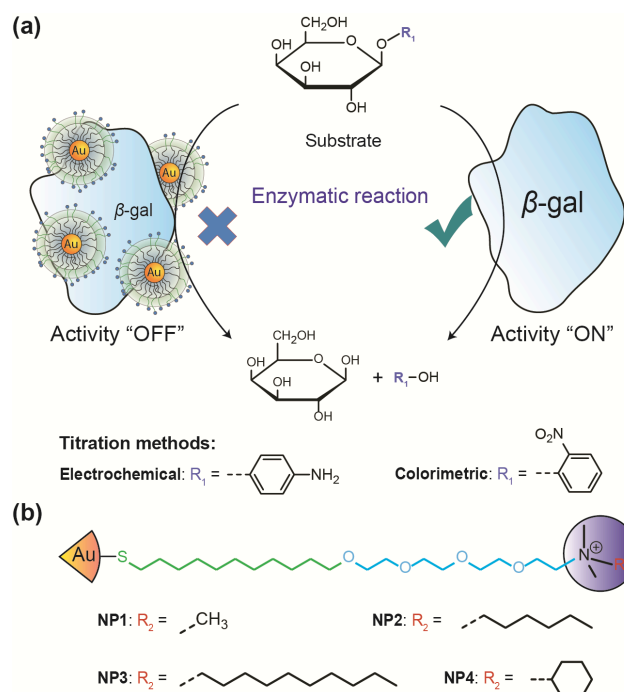 (a)
CH₂OH
O
O
R₁
OH
OH
OH
Substrate
Au
Au
Au
Au
β-gal
Enzymatic reaction
β-gal
Activity “OFF”
Activity “ON”
CH₂OH
OH
O
OH
OH
OH
+ R₁–OH
Titration methods:
Electrochemical: R₁ = NH₂
Colorimetric: R₁ = O₂N
(b)
Au S O O O O N ⊕ R
NP1: R₂ = CH₃
NP2: R₂ =
NP3: R₂ =
NP4: R₂ =